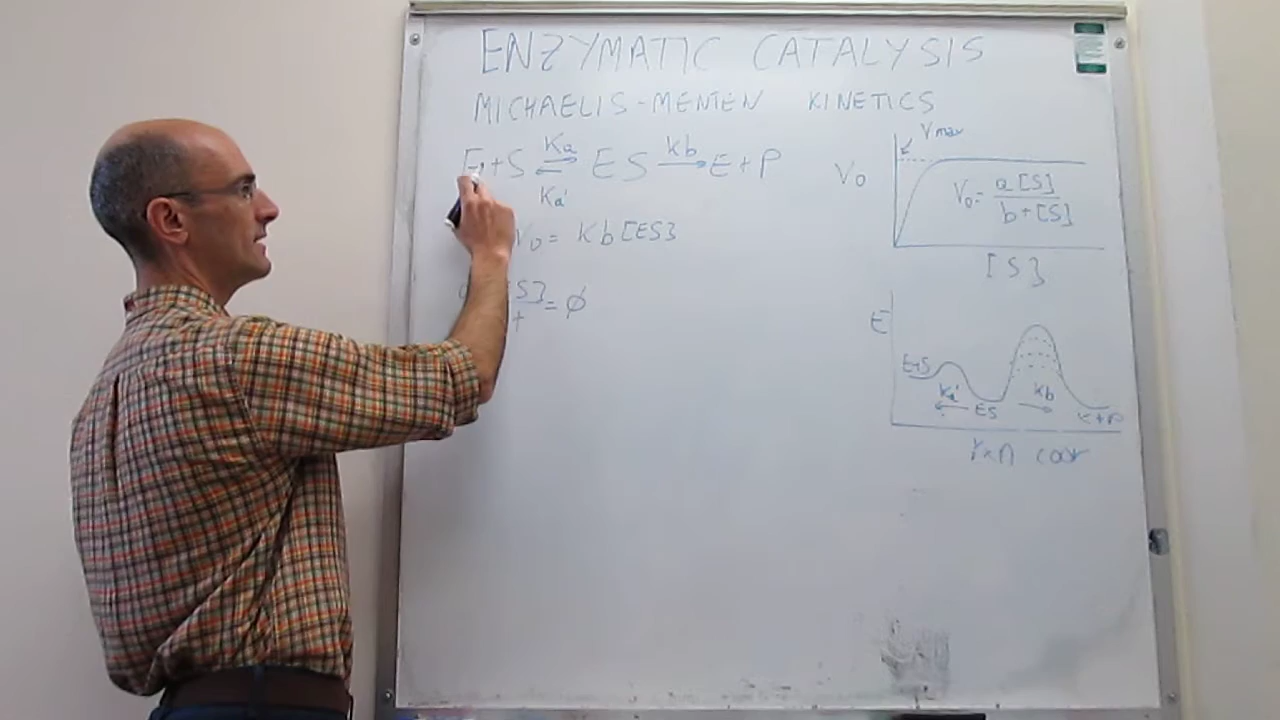 ENZYMATIC CATALYSIS
MICHAELIS-MENTEN KINETICS
E+S ⇌ ES → E+P
Ka
kb
Ka'
V0 = Kb[ES]
S]
t
= ϕ
Vmax
V0
V0= a[S]
b+[S]
[S]
E
E+S
Ka'
ES
kb
E+P
rxn coor